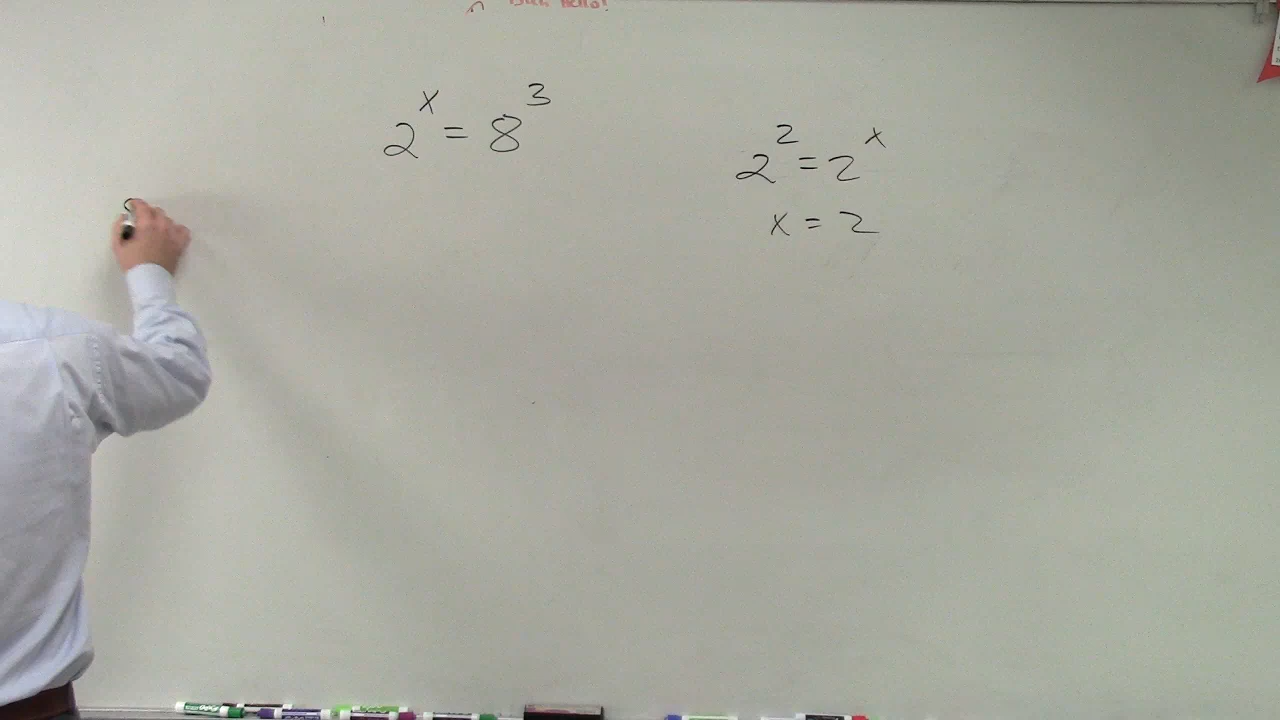 2^x = 8^3
2^2 = 2^x
x = 2